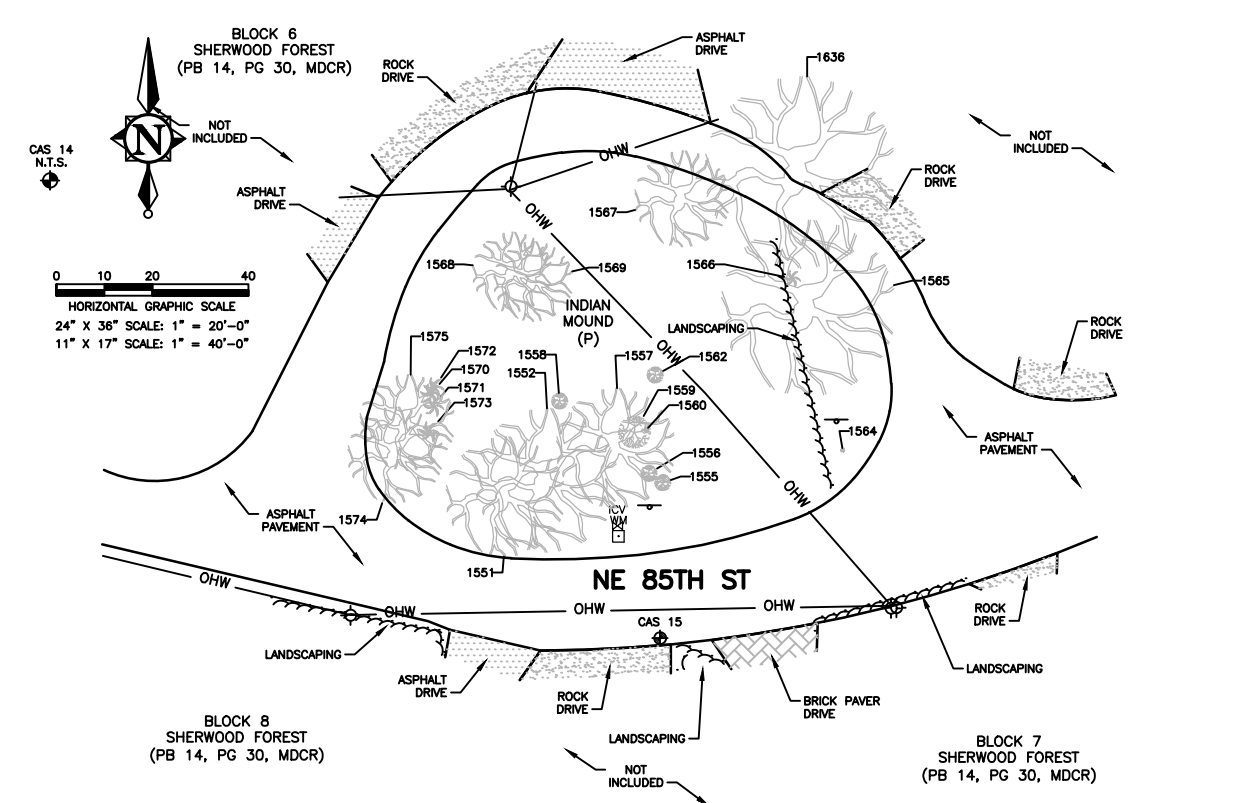 BLOCK 6
SHERWOOD FOREST
(PB 14, PG 30, MDCR)
ASPHALT
DRIVE
1636
ROCK
DRIVE
N
NOT
INCLUDED
CAS 14
N.T.S.
NOT
INCLUDED
OHW
ROCK
DRIVE
ASPHALT
DRIVE
1567
OHW
1568
1569
1566
1565
0 10 20 40
HORIZONTAL GRAPHIC SCALE
24" X 36" SCALE: 1" = 20'-0"
11" X 17" SCALE: 1" = 40'-0"
INDIAN
MOUND
(P)
LANDSCAPING
ROCK
DRIVE
1575
1572
1570
1571
1573
1558
1552
1557
OHW
1562
1559
1560
1564
ASPHALT
PAVEMENT
1556
1555
OHW
ASPHALT
PAVEMENT
1574
ICV
WM
1551
NE 85TH ST
OHW
OHW
OHW
OHW
CAS 15
ROCK
DRIVE
LANDSCAPING
LANDSCAPING
ASPHALT
DRIVE
ROCK
DRIVE
BRICK PAVER
DRIVE
LANDSCAPING
BLOCK 8
SHERWOOD FOREST
(PB 14, PG 30, MDCR)
BLOCK 7
SHERWOOD FOREST
(PB 14, PG 30, MDCR)
NOT
INCLUDED